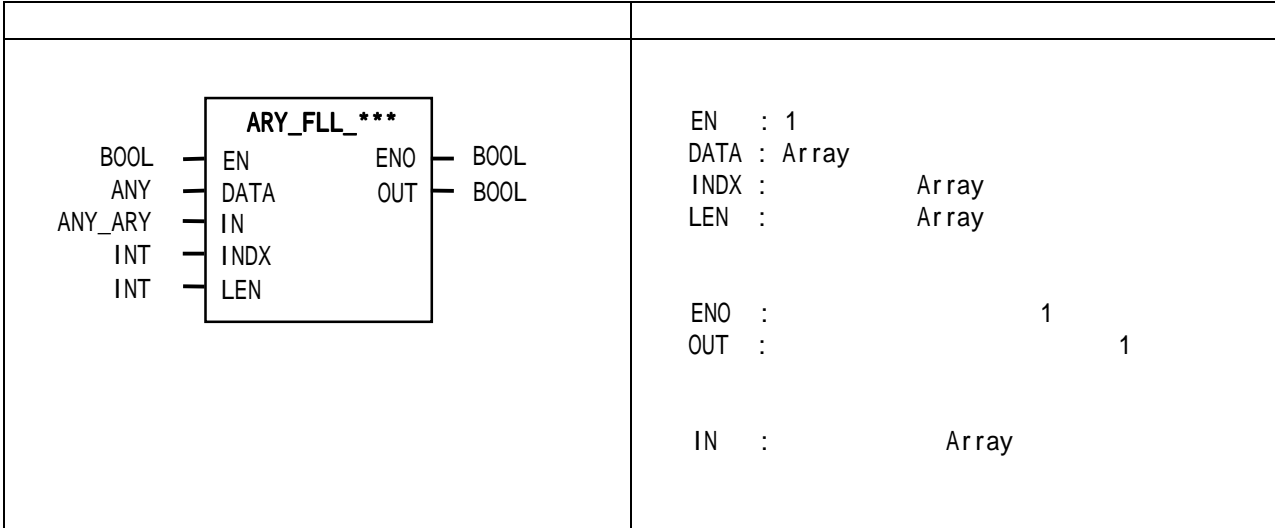 ARY_FLL_***
BOOL EN ENO BOOL
ANY DATA OUT BOOL
ANY_ARY IN
INT INDX
INT LEN
EN : 1
DATA : Array
INDX : Array
LEN : Array
ENO : 1
OUT : 1
IN : Array